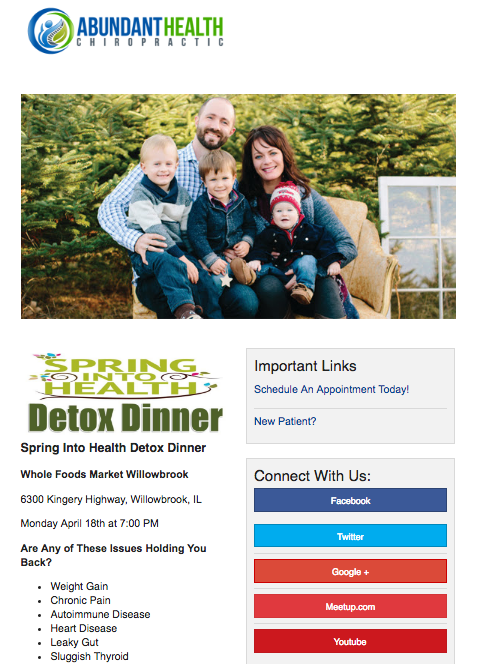 ABUNDANTHEALTH
CHIROPRACTIC
SPRING
INTO
HEALTH
Detox Dinner
Spring Into Health Detox Dinner
Whole Foods Market Willowbrook
6300 Kingery Highway, Willowbrook, IL
Monday April 18th at 7:00 PM
Are Any of These Issues Holding You
Back?
• Weight Gain
• Chronic Pain
• Autoimmune Disease
• Heart Disease
• Leaky Gut
• Sluggish Thyroid
Important Links
Schedule An Appointment Today!
New Patient?
Connect With Us:
Facebook
Twitter
Google +
Meetup.com
Youtube